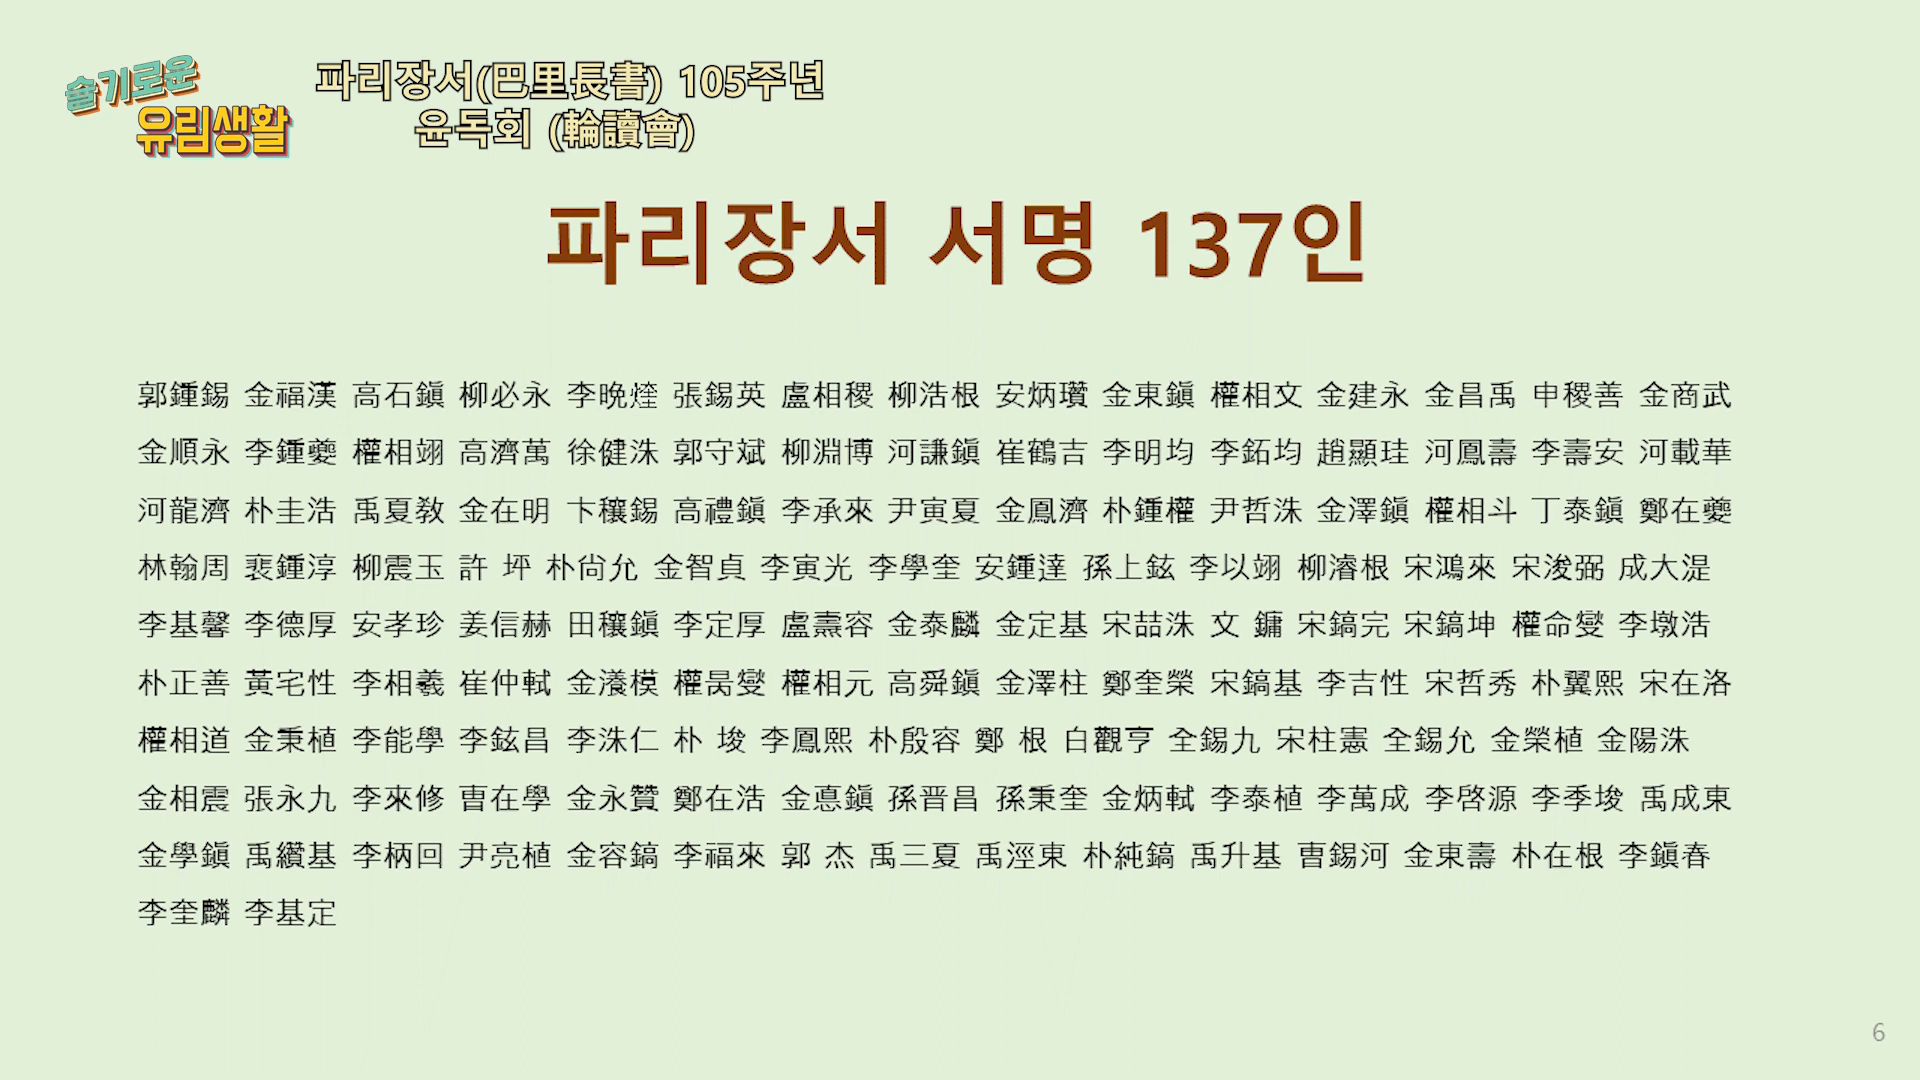 슬기로운
유림생활
파리장서(巴里長書) 105주년
윤독회 (輪讀會)
파리장서 서명 137인
郭鍾錫 金福漢 高石鎭 柳必永 李晩煃 張錫英 盧相稷 柳浩根 安炳瓚 金東鎭 權相文 金建永 金昌禹 申稷善 金商武
金順永 李鍾夔 權相翊 高濟萬 徐健洙 郭守斌 柳淵博 河謙鎭 崔鶴吉 李明均 李鉐均 趙顯珪 河鳳壽 李壽安 河載華
河龍濟 朴圭浩 禹夏敎 金在明 卞穰錫 高禮鎭 李承來 尹寅夏 金鳳濟 朴鍾權 尹哲洙 金澤鎭 權相斗 丁泰鎭 鄭在夔
林翰周 裵鍾淳 柳震玉 許 坪 朴尙允 金智貞 李寅光 李學奎 安鍾達 孫上鉉 李以翊 柳濬根 宋鴻來 宋浚弼 成大湜
李基馨 李德厚 安孝珍 姜信赫 田穰鎭 李定厚 盧燾容 金泰麟 金定基 宋喆洙 文 鏞 宋鎬完 宋鎬坤 權命燮 李墩浩
朴正善 黃宅性 李相羲 崔仲軾 金瀁模 權昺燮 權相元 高舜鎭 金澤柱 鄭奎榮 宋鎬基 李吉性 宋哲秀 朴翼熙 宋在洛
權相道 金秉植 李能學 李鉉昌 李洙仁 朴 埈 李鳳熙 朴殷容 鄭 根 白觀亨 全錫九 宋柱憲 全錫允 金榮植 金陽洙
金相震 張永九 李來修 曺在學 金永贊 鄭在浩 金悳鎭 孫晋昌 孫秉奎 金炳軾 李泰植 李萬成 李啓源 李季埈 禹成東
金學鎭 禹纘基 李柄回 尹亮植 金容鎬 李福來 郭 杰 禹三夏 禹涇東 朴純鎬 禹升基 曺錫河 金東壽 朴在根 李鎭春
李奎麟 李基定
6